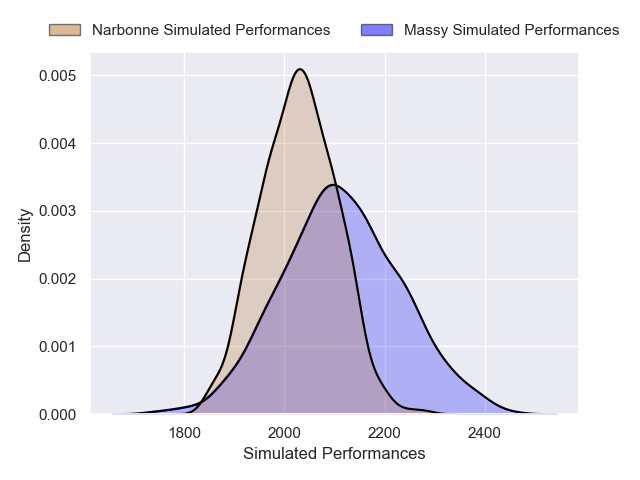 Narbonne Simulated Performances
Massy Simulated Performances
0.005
0.004
0.003
0.002
0.001
0.000
Density
1800
2000
2200
2400
Simulated Performances